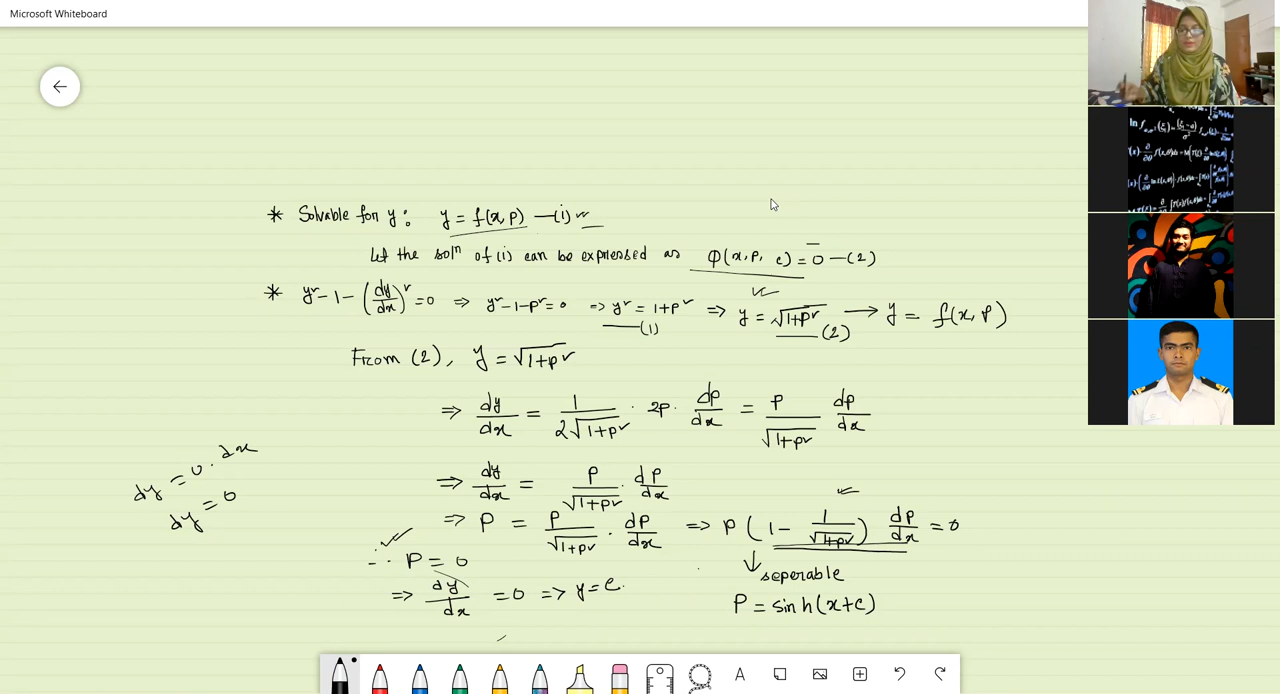 Microsoft Whiteboard
* Solvable for y: y = f(x, p) —(i)
Let the solⁿ of (i) can be expressed as φ(x, p, c) = 0 —(2)
* y² - 1 - (dy/dx)² = 0 ⇒ y² - 1 - p² = 0 ⇒ y² = 1 + p² —(1) ⇒ y = √(1+p²) (2) → y = f(x, p)
From (2), y = √(1+p²)
⇒ dy/dx = 1/(2√(1+p²)) · 2p · dp/dx = p/√(1+p²) dp/dx
⇒ dy/dx = p/√(1+p²) · dp/dx
⇒ p = p/√(1+p²) · dp/dx ⇒ p(1 - 1/√(1+p²)) dp/dx = 0
∴ p = 0
↓ seperable
⇒ dy/dx = 0 ⇒ y = c.
p = sinh(x+c)
dy = 0 · dx
dy = 0
A